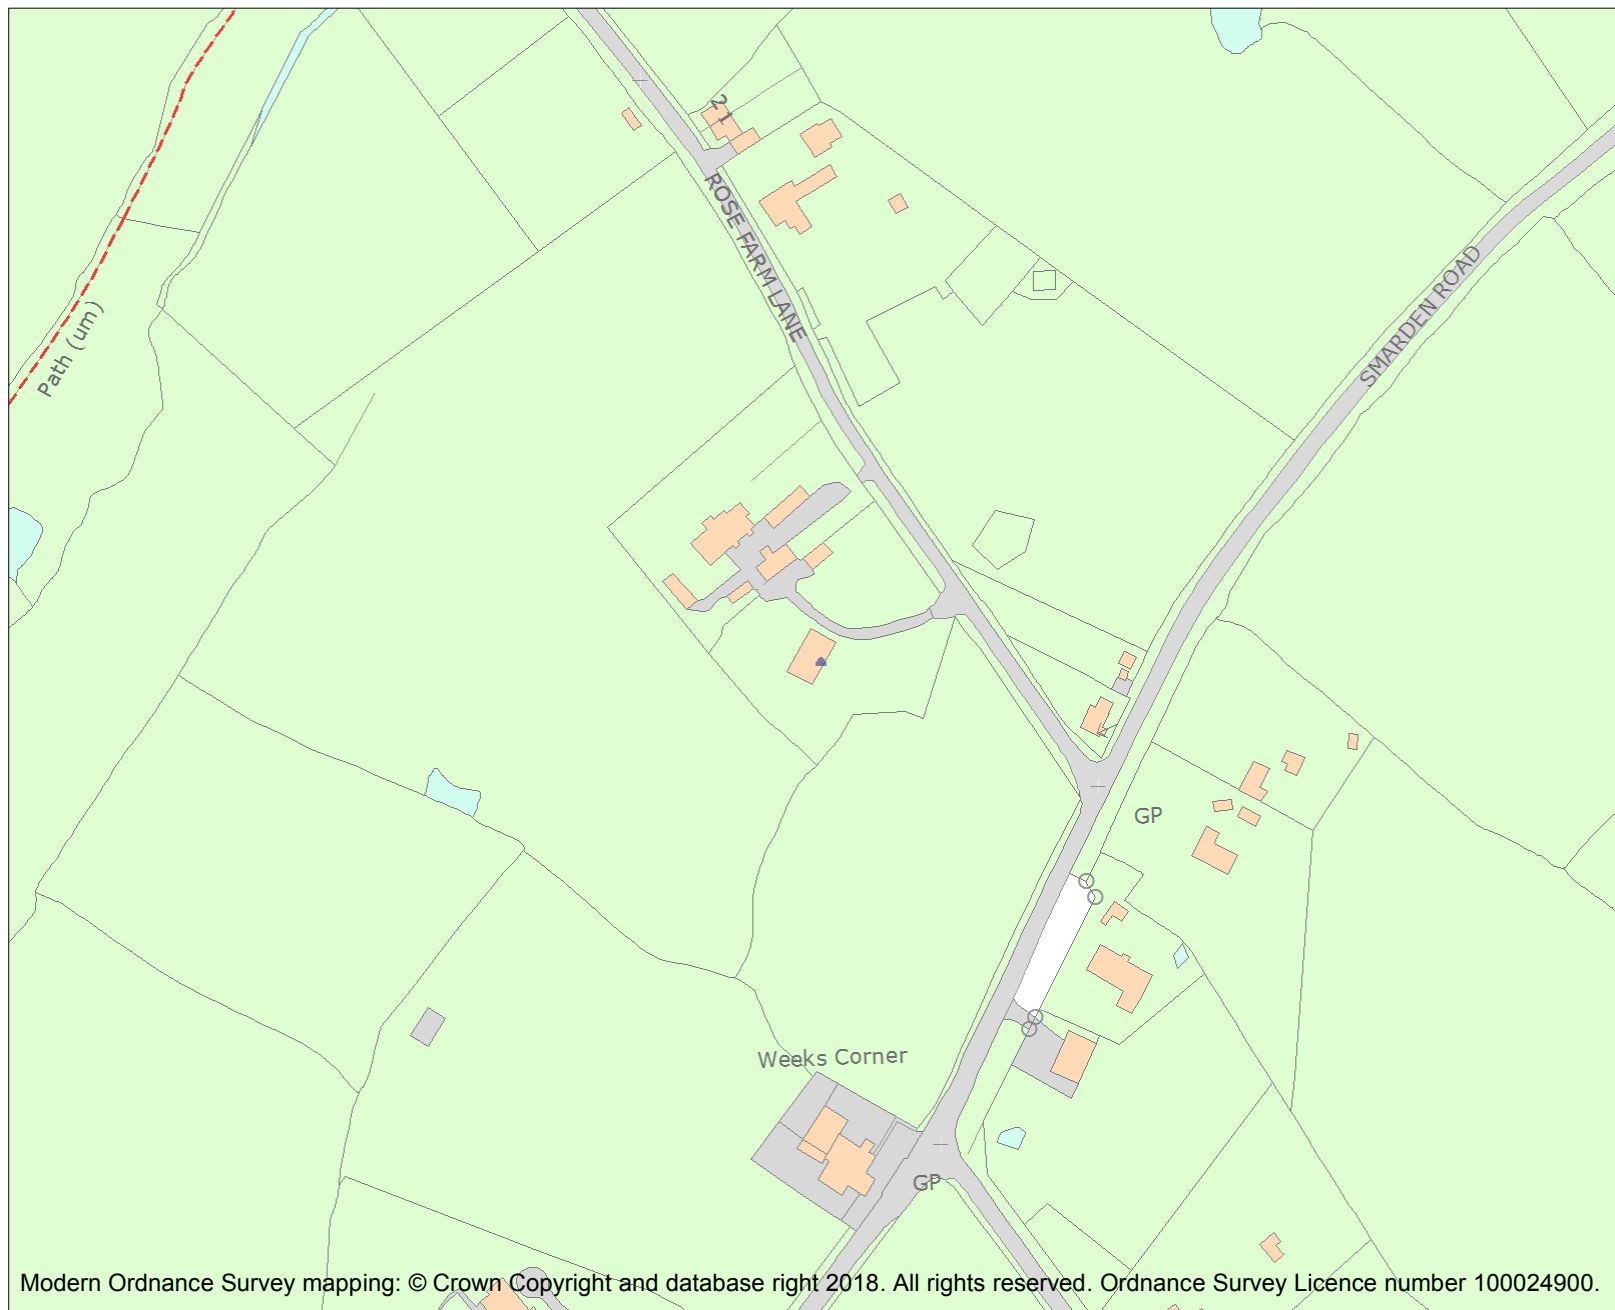 21
ROSE FARM LANE
SMARDEN ROAD
Path (um)
GP
Weeks Corner
GP
Modern Ordnance Survey mapping: © Crown Copyright and database right 2018. All rights reserved. Ordnance Survey Licence number 100024900.